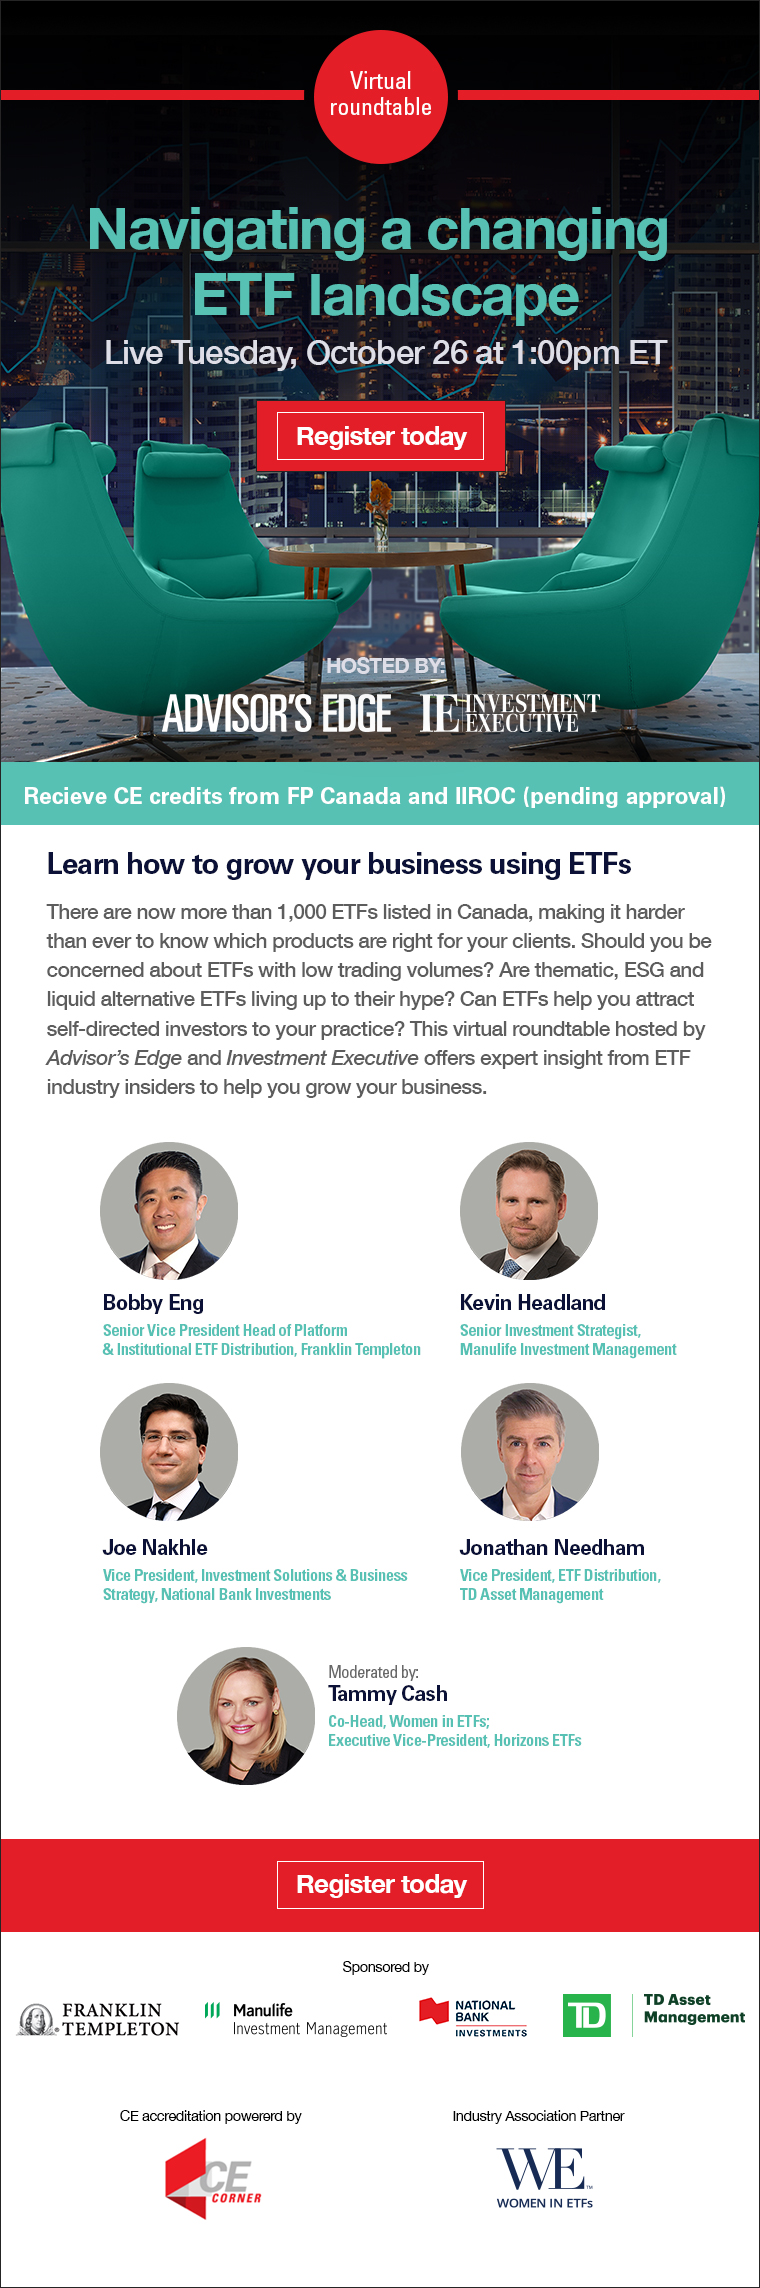 Virtual
roundtable
Navigating a changing
ETF landscape
Live Tuesday, October 26 at 1:00pm ET
Register today
HOSTED BY:
ADVISOR'S EDGE
IE INVESTMENT
EXECUTIVE
Recieve CE credits from FP Canada and IIROC (pending approval)
Learn how to grow your business using ETFs
There are now more than 1,000 ETFs listed in Canada, making it harder
than ever to know which products are right for your clients. Should you be
concerned about ETFs with low trading volumes? Are thematic, ESG and
liquid alternative ETFs living up to their hype? Can ETFs help you attract
self-directed investors to your practice? This virtual roundtable hosted by
Advisor's Edge and Investment Executive offers expert insight from ETF
industry insiders to help you grow your business.
Bobby Eng
Senior Vice President Head of Platform
& Institutional ETF Distribution, Franklin Templeton
Kevin Headland
Senior Investment Strategist,
Manulife Investment Management
Joe Nakhle
Vice President, Investment Solutions & Business
Strategy, National Bank Investments
Jonathan Needham
Vice President, ETF Distribution,
TD Asset Management
Moderated by:
Tammy Cash
Co-Head, Women in ETFs;
Executive Vice-President, Horizons ETFs
Register today
Sponsored by
FRANKLIN
TEMPLETON
Manulife
Investment Management
NATIONAL
BANK
INVESTMENTS
TD
TD Asset
Management
CE accreditation powererd by
CE
CORNER
Industry Association Partner
WE™
WOMEN IN ETFs